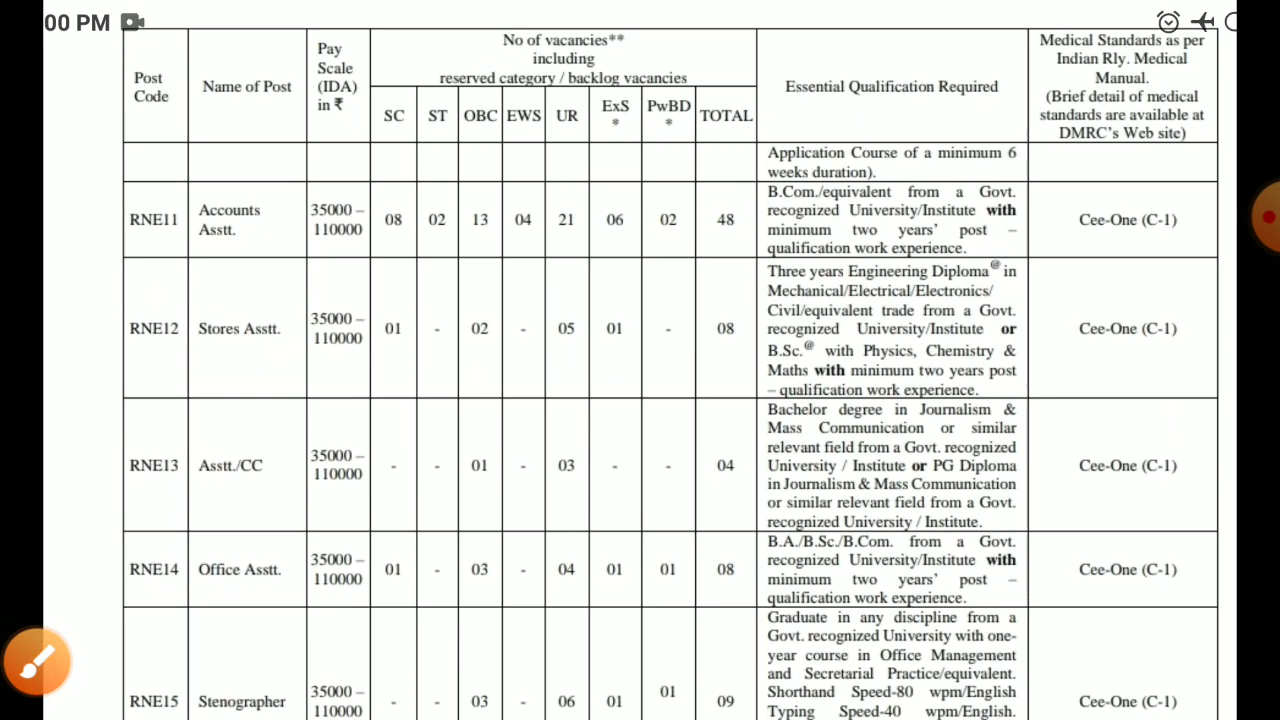 00 PM
No of vacancies**
including
reserved category / backlog vacancies
Post
Code
Name of Post
Pay
Scale
(IDA)
in ₹
SC ST OBC EWS UR ExS * PwBD * TOTAL
Essential Qualification Required
Medical Standards as per
Indian Rly. Medical
Manual.
(Brief detail of medical
standards are available at
DMRC's Web site)
Application Course of a minimum 6
weeks duration).
RNE11 Accounts
Asstt.
35000 –
110000
08 02 13 04 21 06 02 48
B.Com./equivalent from a Govt.
recognized University/Institute with
minimum two years' post –
qualification work experience.
Cee-One (C-1)
RNE12 Stores Asstt.
35000 –
110000
01 - 02 - 05 01 - 08
Three years Engineering Diploma@ in
Mechanical/Electrical/Electronics/
Civil/equivalent trade from a Govt.
recognized University/Institute or
B.Sc.@ with Physics, Chemistry &
Maths with minimum two years post
– qualification work experience.
Cee-One (C-1)
RNE13 Asstt./CC
35000 –
110000
- - 01 - 03 - - 04
Bachelor degree in Journalism &
Mass Communication or similar
relevant field from a Govt. recognized
University / Institute or PG Diploma
in Journalism & Mass Communication
or similar relevant field from a Govt.
recognized University / Institute.
Cee-One (C-1)
RNE14 Office Asstt.
35000 –
110000
01 - 03 - 04 01 01 08
B.A./B.Sc./B.Com. from a Govt.
recognized University/Institute with
minimum two years' post –
qualification work experience.
Cee-One (C-1)
RNE15 Stenographer
35000 –
110000
- - 03 - 06 01 01 09
Graduate in any discipline from a
Govt. recognized University with one-
year course in Office Management
and Secretarial Practice/equivalent.
Shorthand Speed-80 wpm/English
Typing Speed-40 wpm/English.
Cee-One (C-1)